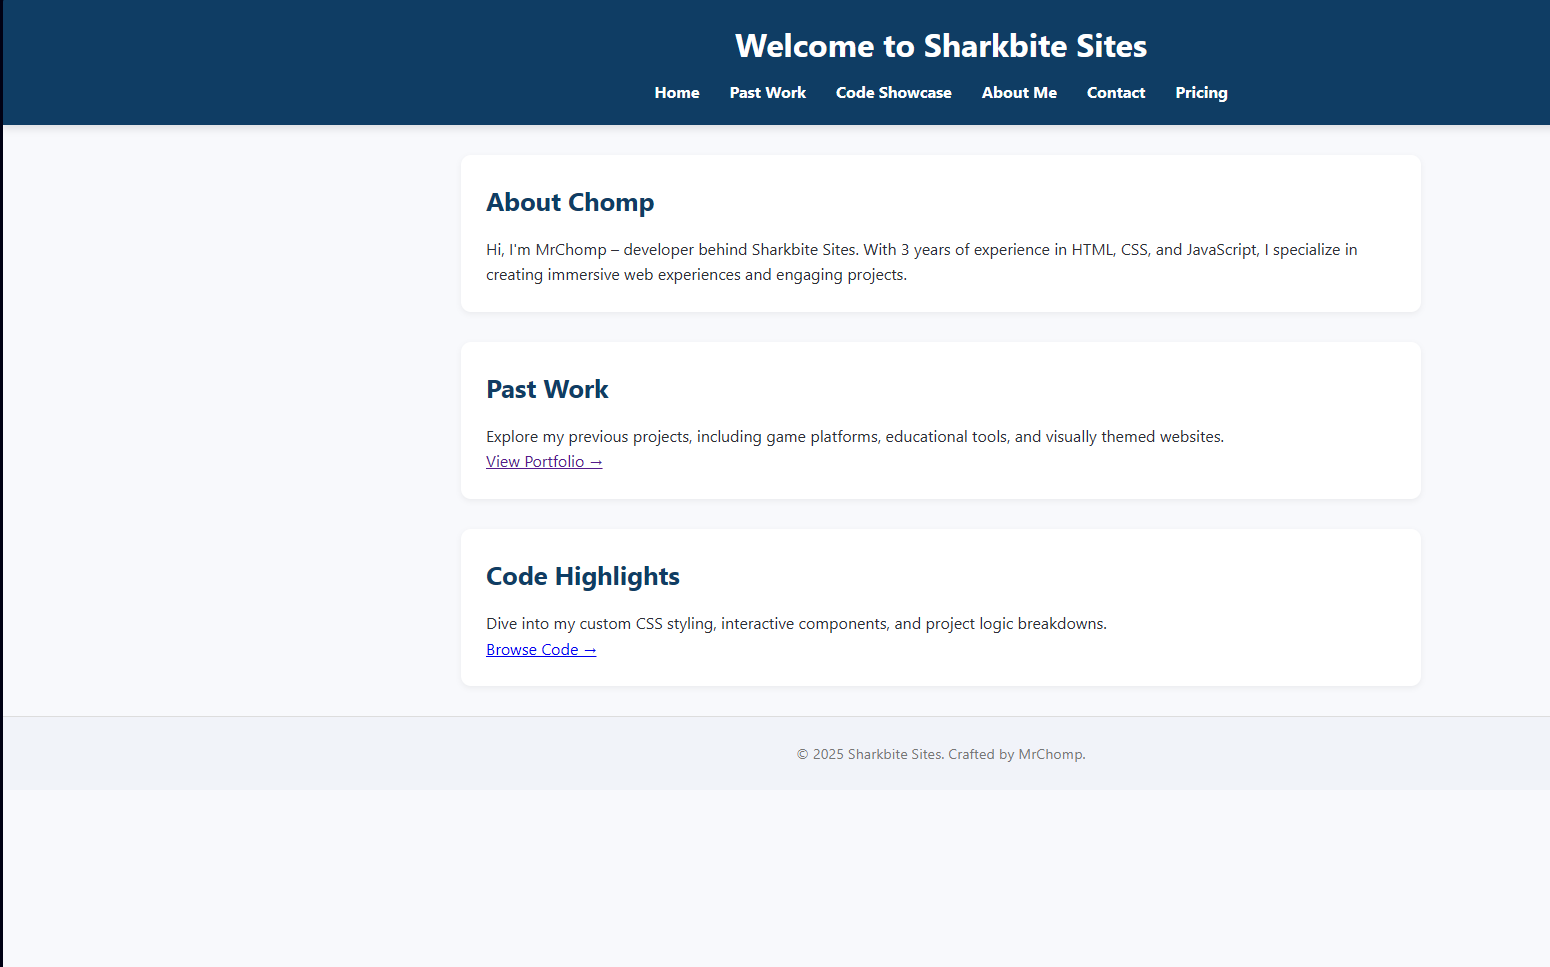 Welcome to Sharkbite Sites
Home Past Work Code Showcase About Me Contact Pricing
About Chomp
Hi, I'm MrChomp – developer behind Sharkbite Sites. With 3 years of experience in HTML, CSS, and JavaScript, I specialize in
creating immersive web experiences and engaging projects.
Past Work
Explore my previous projects, including game platforms, educational tools, and visually themed websites.
View Portfolio →
Code Highlights
Dive into my custom CSS styling, interactive components, and project logic breakdowns.
Browse Code →
© 2025 Sharkbite Sites. Crafted by MrChomp.